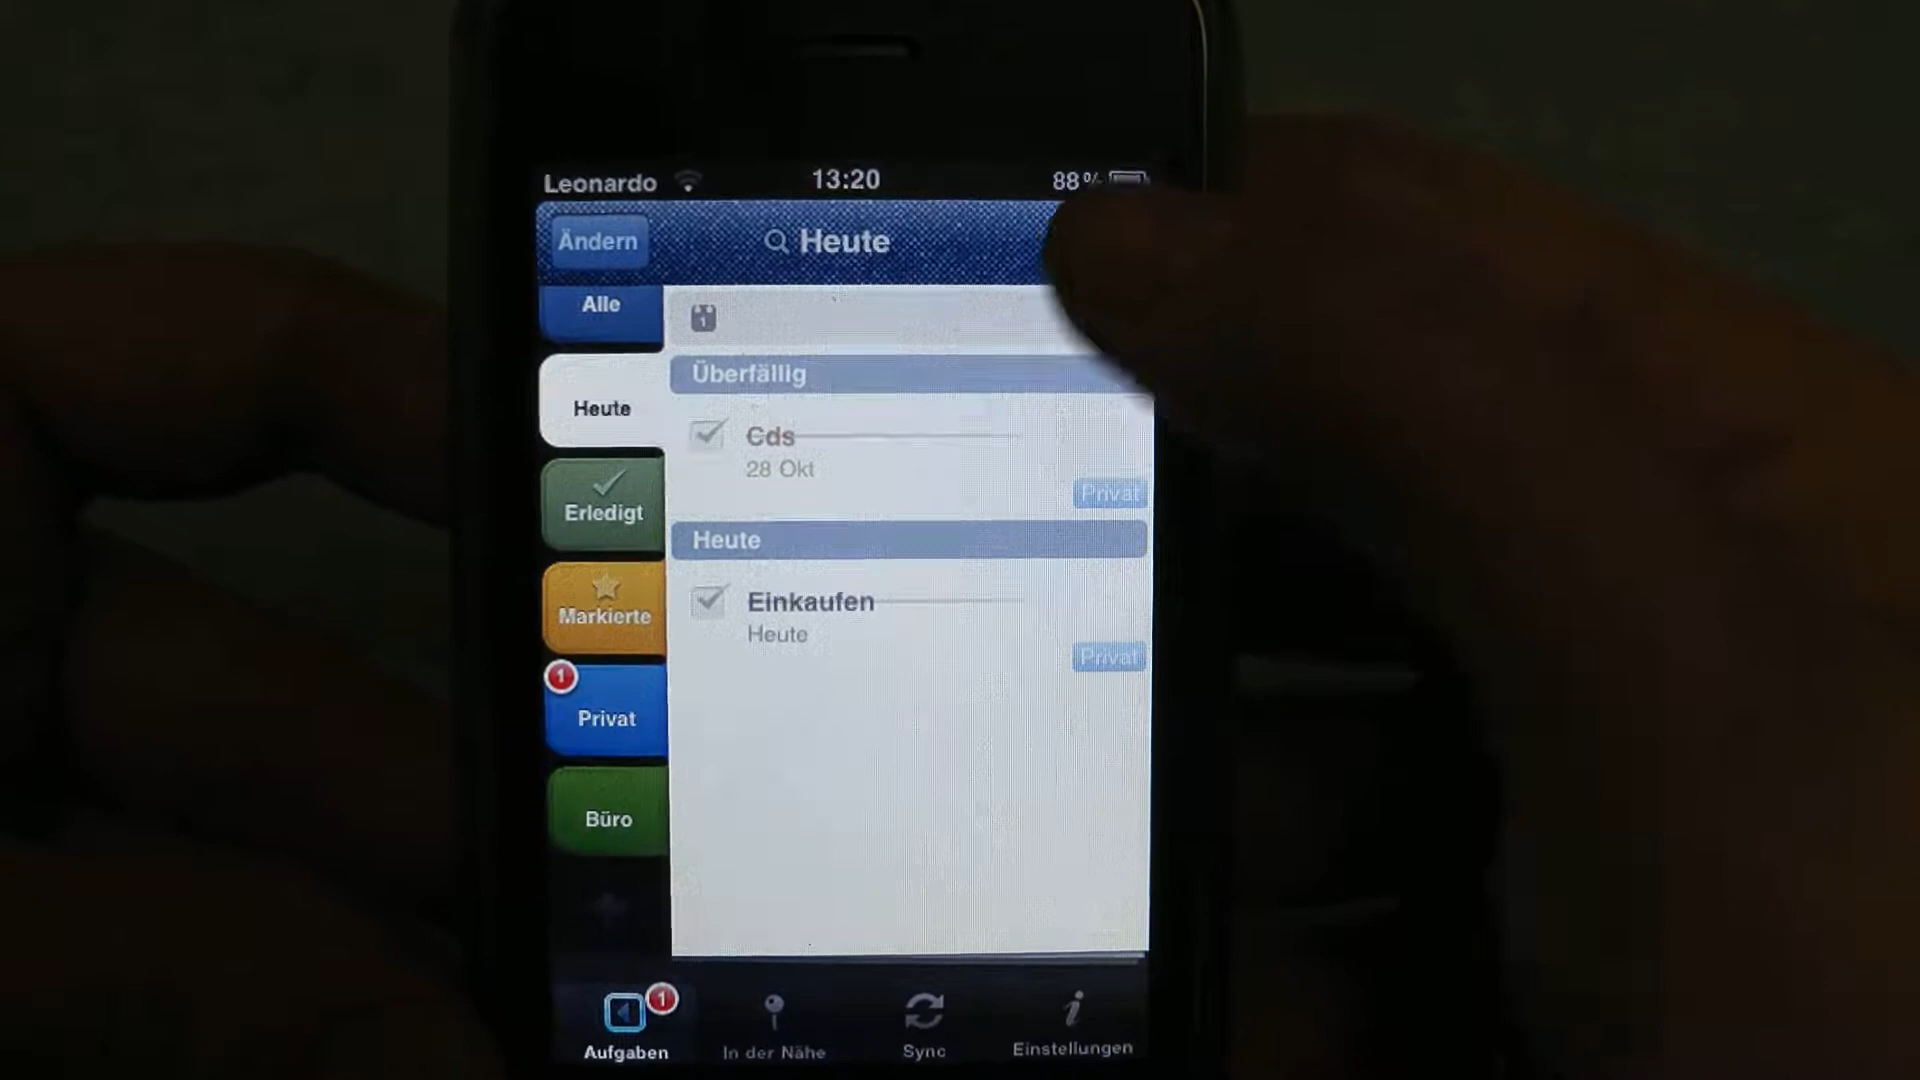 Leonardo 13:20 88%
Ändern Heute
Alle
1
Überfällig
Heute
Cds
28 Okt
Privat
Erledigt
Heute
Einkaufen
Markierte
Heute
Privat
1
Privat
Büro
1
Aufgaben In der Nähe Sync Einstellungen